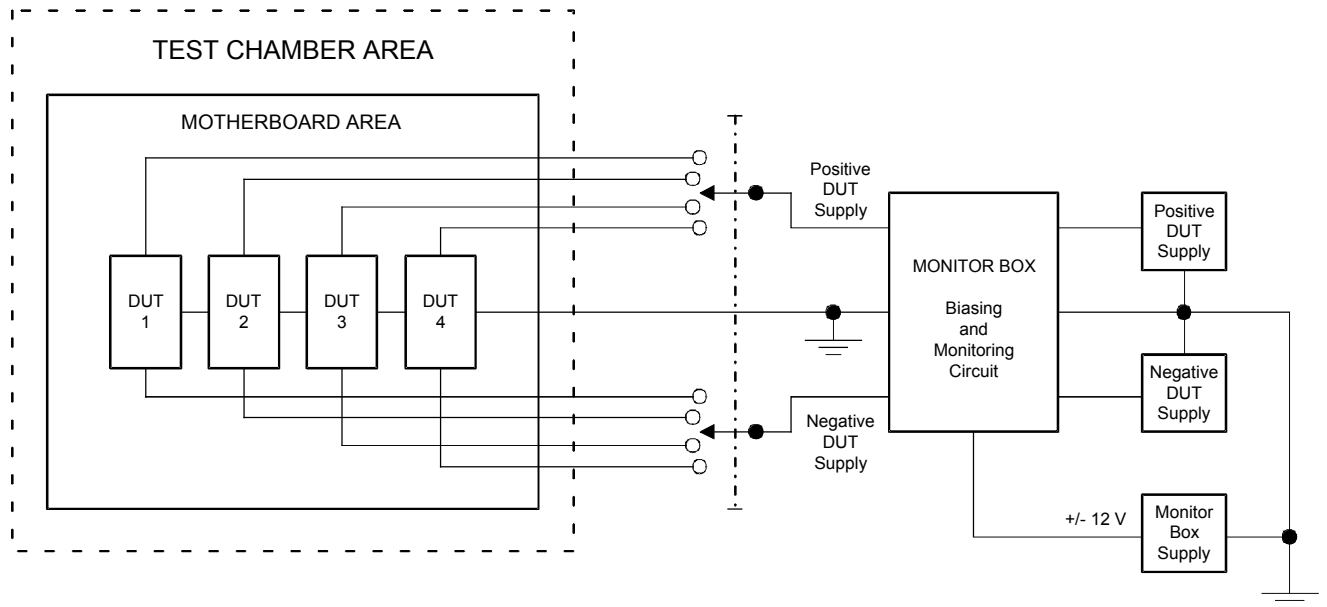 TEST CHAMBER AREA
MOTHERBOARD AREA
DUT
1
DUT
2
DUT
3
DUT
4
Positive
DUT
Supply
Negative
DUT
Supply
MONITOR BOX
Biasing
and
Monitoring
Circuit
Positive
DUT
Supply
Negative
DUT
Supply
+/- 12 V
Monitor
Box
Supply